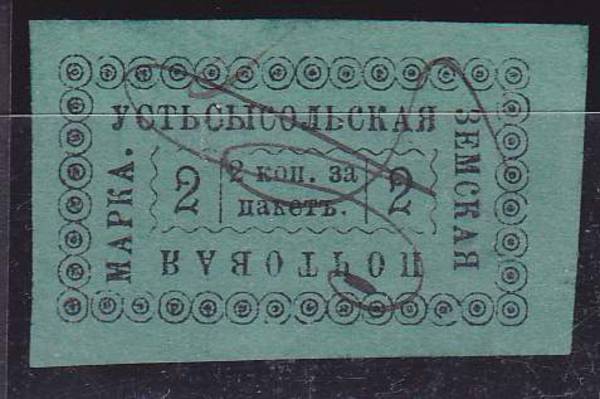 УСТЬСЫСОЛЬСКАЯ
ЗЕМСКАЯ
ПОЧТОВАЯ
МАРКА.
2
2 коп. за
пакетъ.
2